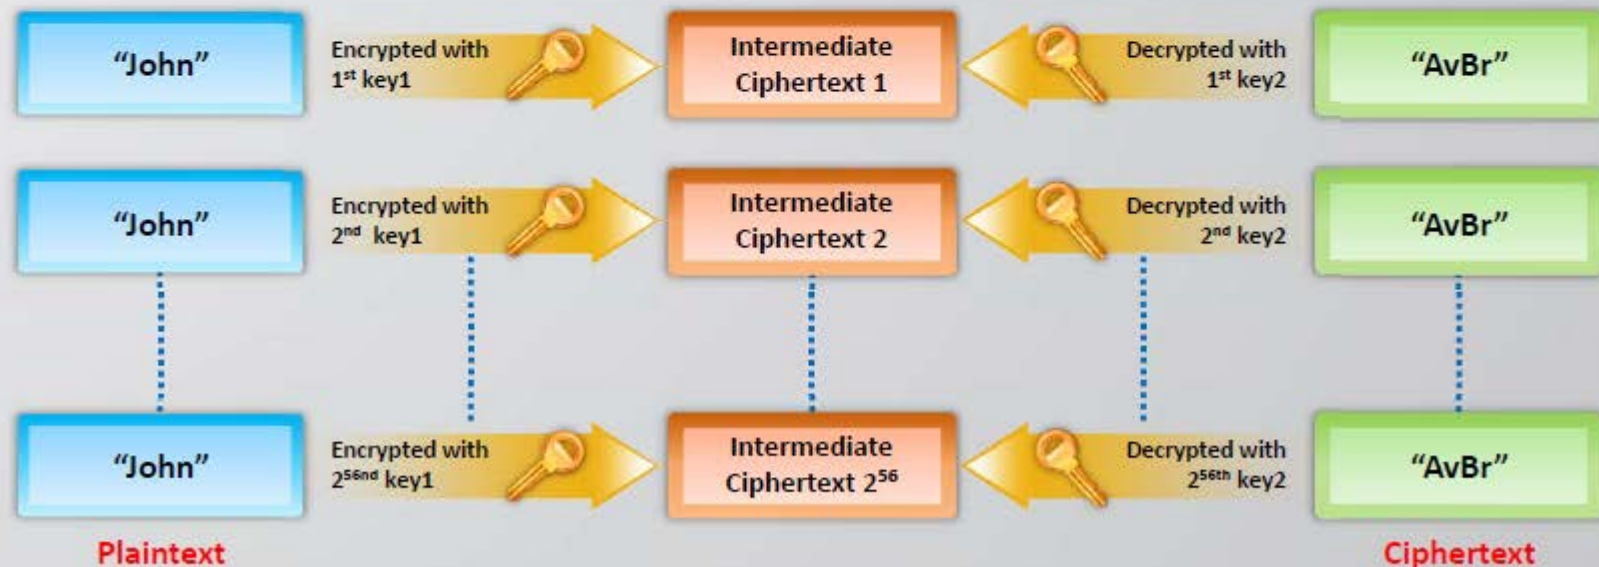 “John”
Encrypted with
1st key1
Intermediate
Ciphertext 1
Decrypted with
1st key2
“AvBr”
“John”
Encrypted with
2nd key1
Intermediate
Ciphertext 2
Decrypted with
2nd key2
“AvBr”
“John”
Encrypted with
2⁵⁶ⁿᵈ key1
Intermediate
Ciphertext 2⁵⁶
Decrypted with
2⁵⁶ᵗʰ key2
“AvBr”
Plaintext
Ciphertext